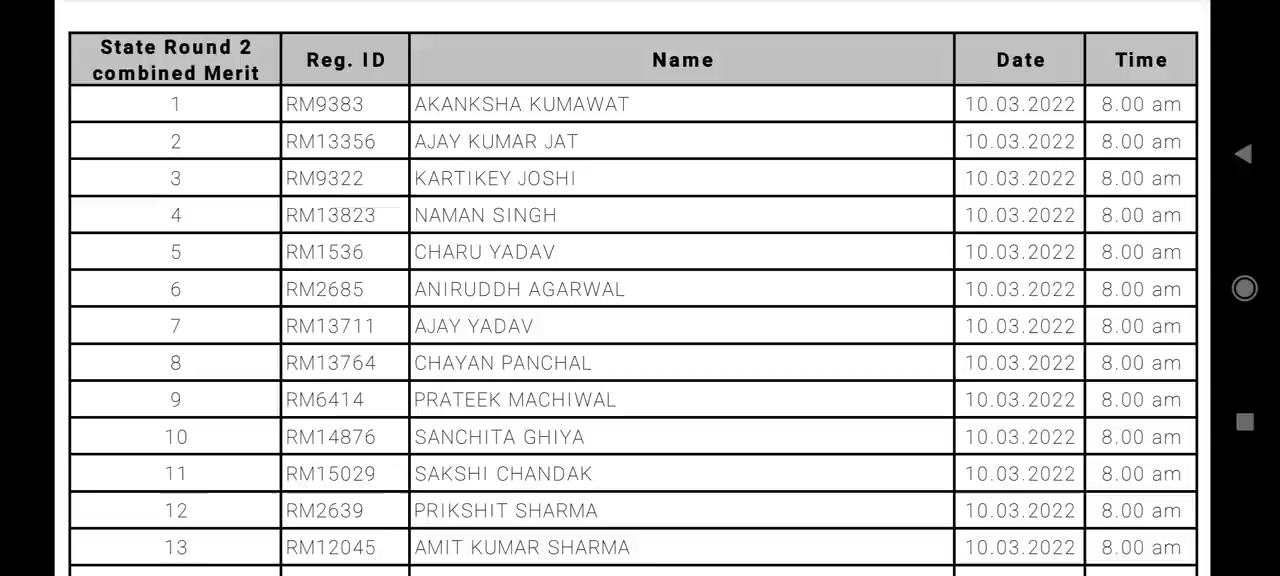 State Round 2 combined Merit Reg. ID Name Date Time
1 RM9383 AKANKSHA KUMAWAT 10.03.2022 8.00 am
2 RM13356 AJAY KUMAR JAT 10.03.2022 8.00 am
3 RM9322 KARTIKEY JOSHI 10.03.2022 8.00 am
4 RM13823 NAMAN SINGH 10.03.2022 8.00 am
5 RM1536 CHARU YADAV 10.03.2022 8.00 am
6 RM2685 ANIRUDDH AGARWAL 10.03.2022 8.00 am
7 RM13711 AJAY YADAV 10.03.2022 8.00 am
8 RM13764 CHAYAN PANCHAL 10.03.2022 8.00 am
9 RM6414 PRATEEK MACHIWAL 10.03.2022 8.00 am
10 RM14876 SANCHITA GHIYA 10.03.2022 8.00 am
11 RM15029 SAKSHI CHANDAK 10.03.2022 8.00 am
12 RM2639 PRIKSHIT SHARMA 10.03.2022 8.00 am
13 RM12045 AMIT KUMAR SHARMA 10.03.2022 8.00 am